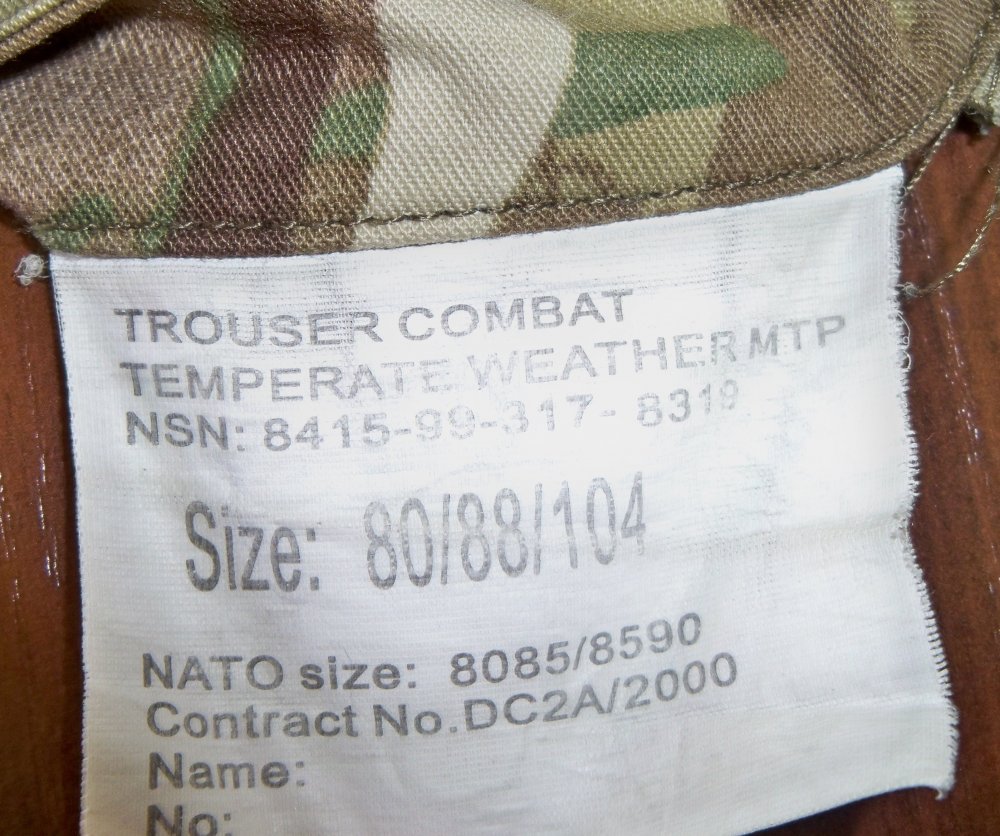 TROUSER COMBAT
TEMPERATE WEATHER MTP
NSN: 8415-99-317- 8319
Size: 80/88/104
NATO size: 8085/8590
Contract No.DC2A/2000
Name:
No: